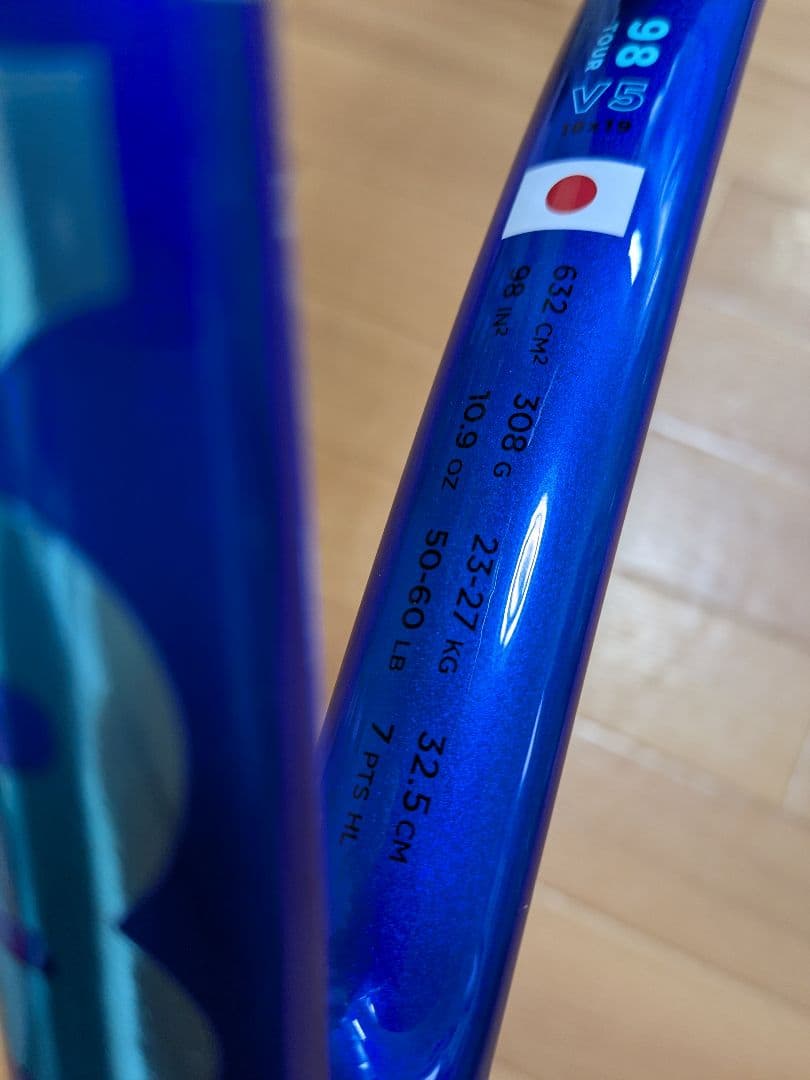 98
TOUR
V5
16x19
632 CM²
98 IN²
308 G
10.9 OZ
23-27 KG
50-60 LB
32.5 CM
7 PTS HL